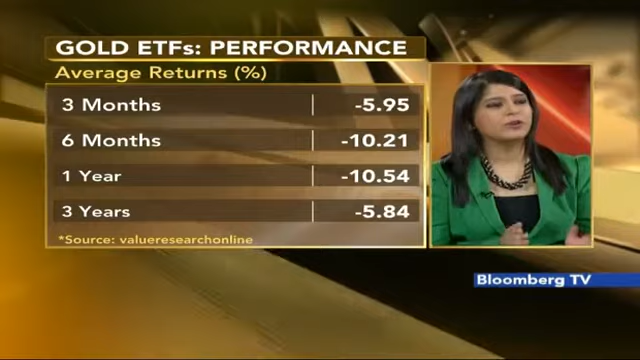 GOLD ETFs: PERFORMANCE
Average Returns (%)
3 Months -5.95
6 Months -10.21
1 Year -10.54
3 Years -5.84
*Source: valueresearchonline
Bloomberg TV